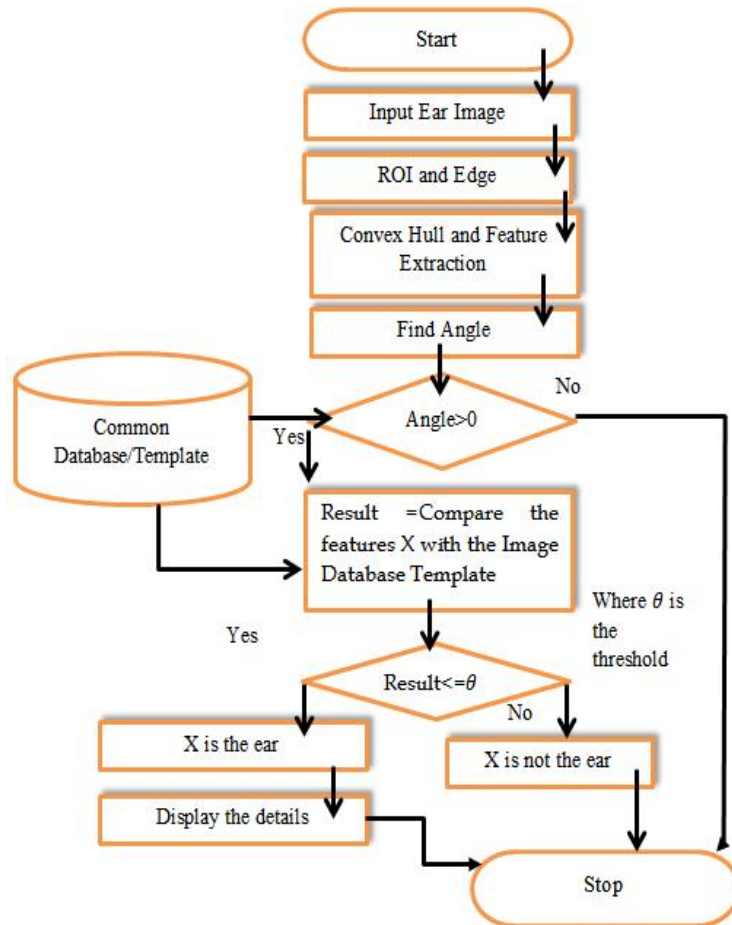 Start
Input Ear Image
ROI and Edge
Convex Hull and Feature
Extraction
Find Angle
No
Angle>0
Common
Database/Template
Yes
Result =Compare the
features X with the Image
Database Template
Where θ is
the
threshold
Yes
Result<=θ
No
X is the ear
X is not the ear
Display the details
Stop